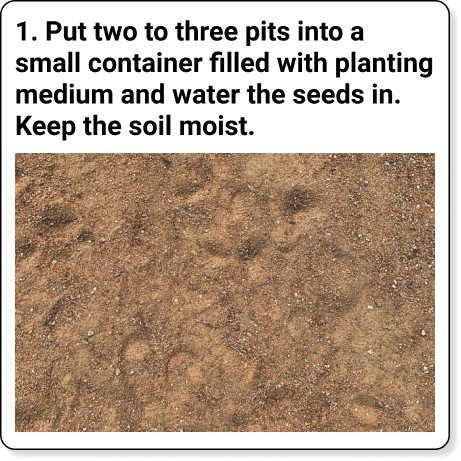 1. Put two to three pits into a
small container filled with planting
medium and water the seeds in.
Keep the soil moist.